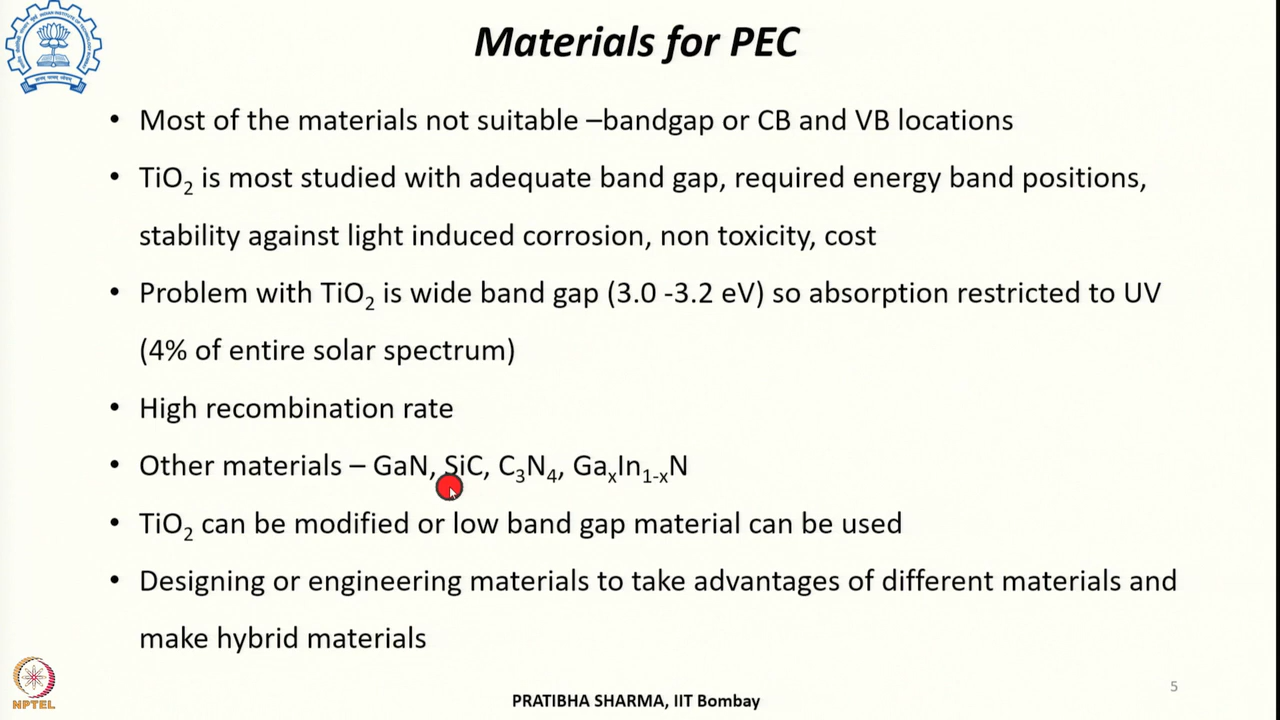 Materials for PEC
• Most of the materials not suitable –bandgap or CB and VB locations
• TiO₂ is most studied with adequate band gap, required energy band positions,
stability against light induced corrosion, non toxicity, cost
• Problem with TiO₂ is wide band gap (3.0 -3.2 eV) so absorption restricted to UV
(4% of entire solar spectrum)
• High recombination rate
• Other materials – GaN, SiC, C₃N₄, GaₓIn₁₋ₓN
• TiO₂ can be modified or low band gap material can be used
• Designing or engineering materials to take advantages of different materials and
make hybrid materials
NPTEL
PRATIBHA SHARMA, IIT Bombay
5